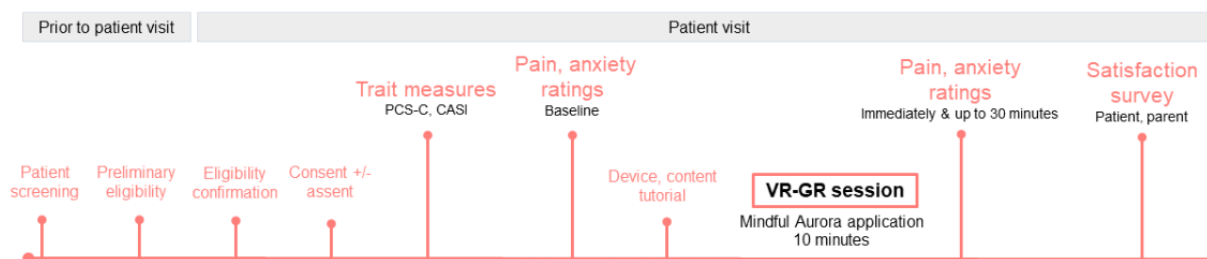 Prior to patient visit
Patient visit
Patient
screening
Preliminary
eligibility
Eligibility
confirmation
Consent +/-
assent
Trait measures
PCS-C, CASI
Pain, anxiety
ratings
Baseline
Device, content
tutorial
VR-GR session
Mindful Aurora application
10 minutes
Pain, anxiety
ratings
Immediately & up to 30 minutes
Satisfaction
survey
Patient, parent